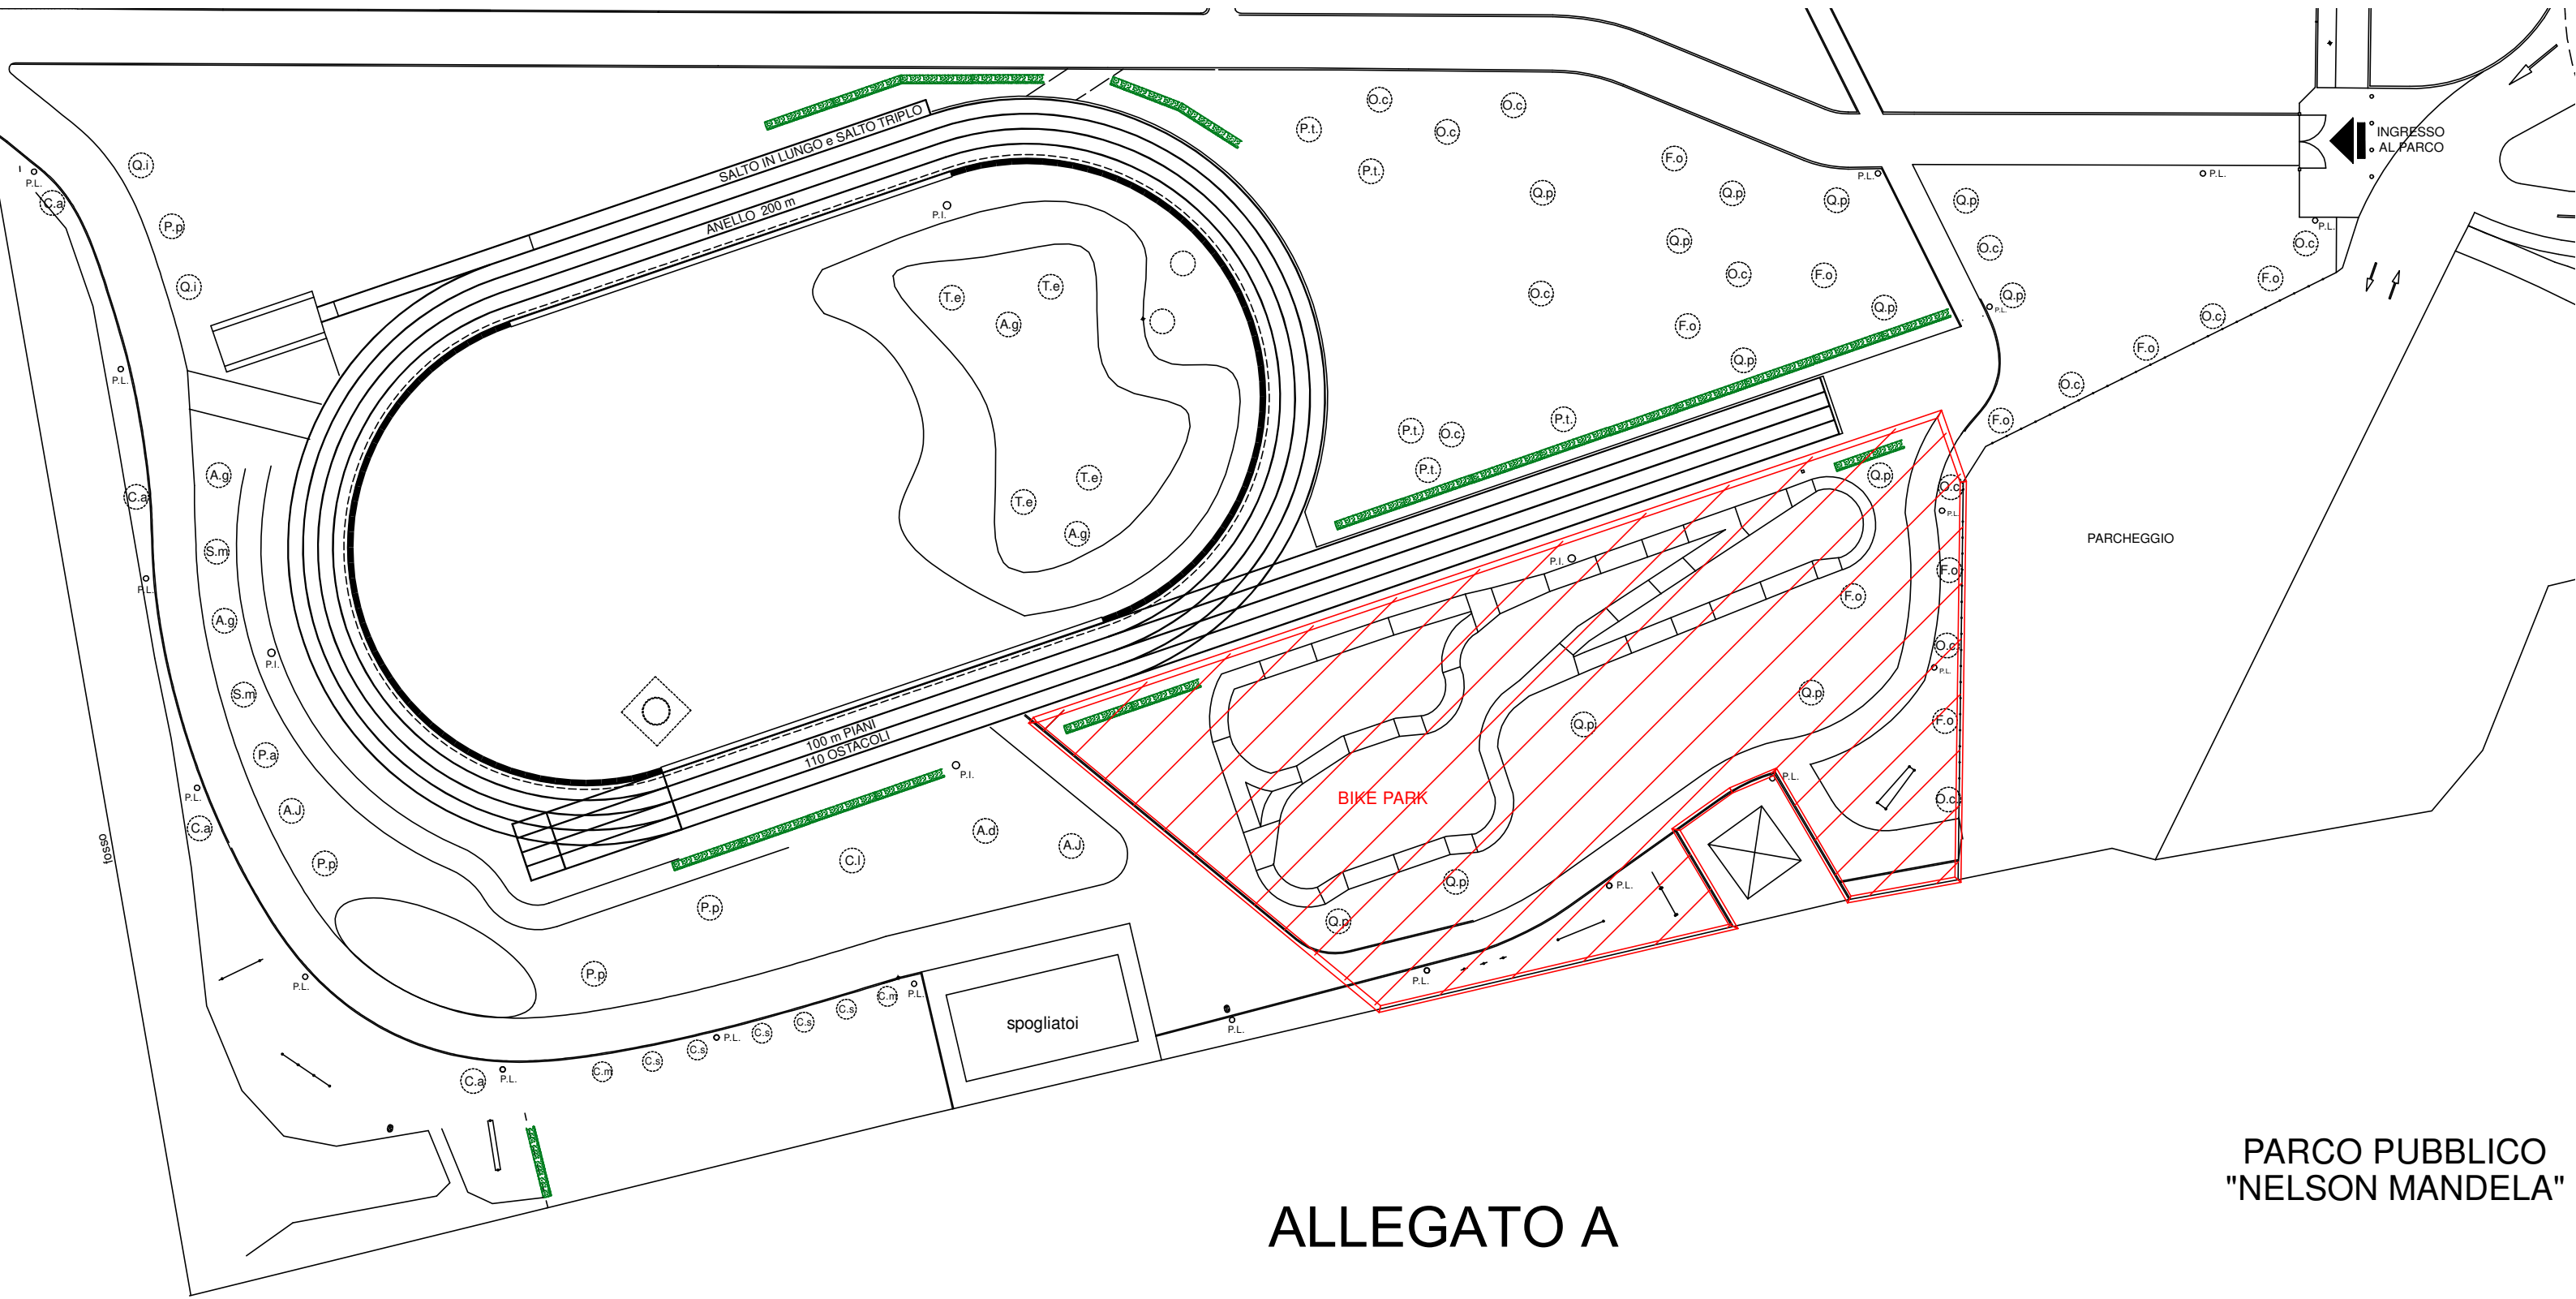 INGRESSO
AL PARCO
SALTO IN LUNGO e SALTO TRIPLO
ANELLO 200 m
O.c
O.c
O.c
P.t.
P.t.
F.o
Q.p
Q.p
Q.p
Q.p
O.c
Q.p
O.c
F.o
O.c
Q.p
F.o
Q.p
P.t.
O.c
P.t.
P.t.
P.L.
P.L.
P.L.
P.L.
Q.p
O.c
Q.p
O.c
F.o
O.c
F.o
O.c
F.o
Q.i
P.p
Q.i
P.L.
C.a
P.L.
C.a
P.L.
A.g
S.m
A.g
S.m
P.a
A.J
P.p
P.I.
P.I.
T.e
T.e
A.g
T.e
T.e
A.g
PARCHEGGIO
P.I.
Q.p
O.c
P.L.
F.o
F.o
O.c
P.L.
Q.p
Q.p
F.o
O.c
P.L.
BIKE PARK
Q.p
Q.p
P.L.
P.L.
100 m PIANI
110 OSTACOLI
P.I.
A.d
A.J
C.l
P.p
P.p
fosso
P.L.
C.a
P.L.
C.a
P.L.
C.m
C.s
C.s
P.L.
C.s
C.s
C.s
C.m
P.L.
spogliatoi
P.L.
PARCO PUBBLICO
"NELSON MANDELA"
ALLEGATO A